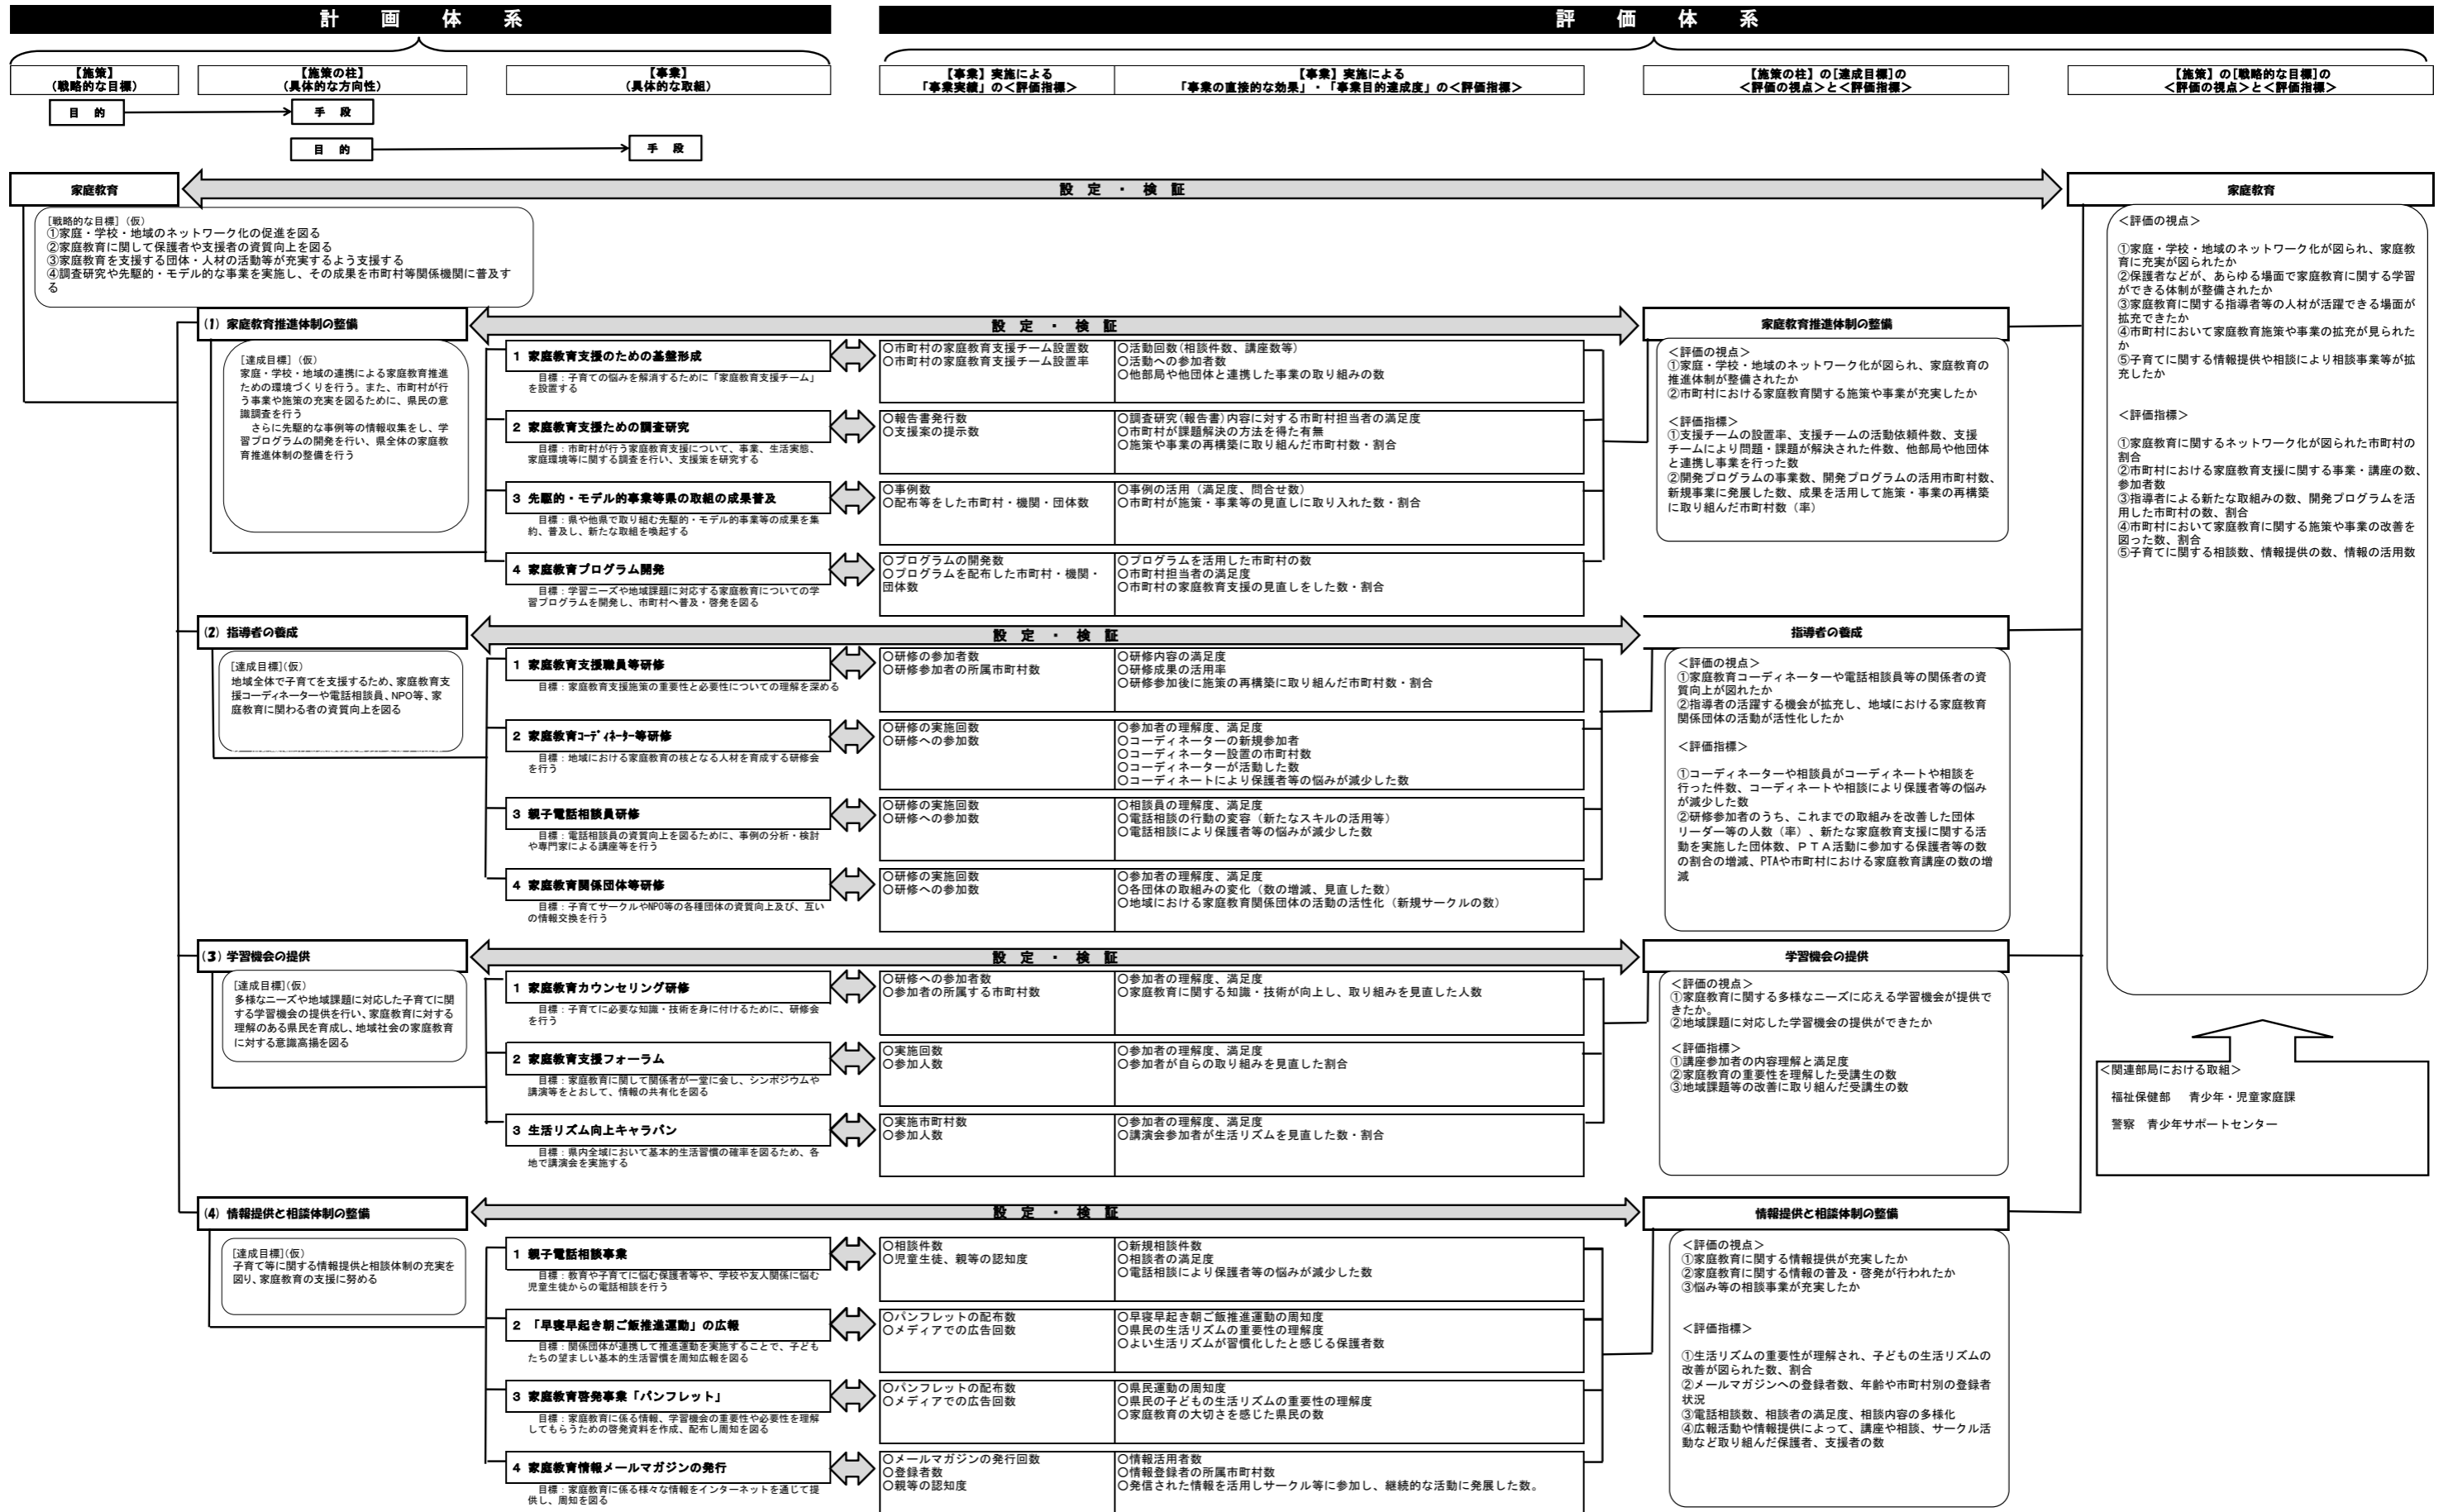 計 画 体 系
評 価 体 系
【施策】
(戦略的な目標)
【施策の柱】
(具体的な方向性)
【事業】
(具体的な取組)
【事業】実施による
「事業実績」の＜評価指標＞
【事業】実施による
「事業の直接的な効果」・「事業目的達成度」の＜評価指標＞
【施策の柱】の[達成目標]の
＜評価の視点＞と＜評価指標＞
【施策】の[戦略的な目標]の
＜評価の視点＞と＜評価指標＞
目 的
手 段
目 的
手 段
家庭教育
設 定 ・ 検 証
家庭教育
[戦略的な目標]（仮）
①家庭・学校・地域のネットワーク化の促進を図る
②家庭教育に関して保護者や支援者の資質向上を図る
③家庭教育を支援する団体・人材の活動等が充実するよう支援する
④調査研究や先駆的・モデル的な事業を実施し、その成果を市町村等関係機関に普及す
る
＜評価の視点＞
①家庭・学校・地域のネットワーク化が図られ、家庭教
育に充実が図られたか
②保護者などが、あらゆる場面で家庭教育に関する学習
ができる体制が整備されたか
③家庭教育に関する指導者等の人材が活躍できる場面が
拡充できたか
④市町村において家庭教育施策や事業の拡充が見られた
か
⑤子育てに関する情報提供や相談により相談事業等が拡
充したか
＜評価指標＞
①家庭教育に関するネットワーク化が図られた市町村の
割合
②市町村における家庭教育支援に関する事業・講座の数、
参加者数
③指導者による新たな取組みの数、開発プログラムを活
用した市町村の数、割合
④市町村において家庭教育に関する施策や事業の改善を
図った数、割合
⑤子育てに関する相談数、情報提供の数、情報の活用数
(1) 家庭教育推進体制の整備
設 定 ・ 検 証
家庭教育推進体制の整備
[達成目標]（仮）
家庭・学校・地域の連携による家庭教育推進
ための環境づくりを行う。また、市町村が行
う事業や施策の充実を図るために、県民の意
識調査を行う
さらに先駆的な事例等の情報収集をし、学
習プログラムの開発を行い、県全体の家庭教
育推進体制の整備を行う
1 家庭教育支援のための基盤形成
目標：子育ての悩みを解消するために「家庭教育支援チーム」
を設置する
○市町村の家庭教育支援チーム設置数
○市町村の家庭教育支援チーム設置率
○活動回数(相談件数、講座数等）
○活動への参加者数
○他部局や他団体と連携した事業の取り組みの数
2 家庭教育支援ための調査研究
目標：市町村が行う家庭教育支援について、事業、生活実態、
家庭環境等に関する調査を行い、支援策を研究する
○報告書発行数
○支援案の提示数
○調査研究(報告書)内容に対する市町村担当者の満足度
○市町村が課題解決の方法を得た有無
○施策や事業の再構築に取り組んだ市町村数・割合
3 先駆的・モデル的事業等県の取組の成果普及
目標：県や他県で取り組む先駆的・モデル的事業等の成果を集
約、普及し、新たな取組を喚起する
○事例数
○配布等をした市町村・機関・団体数
○事例の活用（満足度、問合せ数）
○市町村が施策・事業等の見直しに取り入れた数・割合
4 家庭教育プログラム開発
目標：学習ニーズや地域課題に対応する家庭教育についての学
習プログラムを開発し、市町村へ普及・啓発を図る
○プログラムの開発数
○プログラムを配布した市町村・機関・
団体数
○プログラムを活用した市町村の数
○市町村担当者の満足度
○市町村の家庭教育支援の見直しをした数・割合
＜評価の視点＞
①家庭・学校・地域のネットワーク化が図られ、家庭教育の
推進体制が整備されたか
②市町村における家庭教育関する施策や事業が充実したか
＜評価指標＞
①支援チームの設置率、支援チームの活動依頼件数、支援
チームにより問題・課題が解決された件数、他部局や他団体
と連携し事業を行った数
②開発プログラムの事業数、開発プログラムの活用市町村数、
新規事業に発展した数、成果を活用して施策・事業の再構築
に取り組んだ市町村数（率）
(2) 指導者の養成
設 定 ・ 検 証
指導者の養成
[達成目標](仮)
地域全体で子育てを支援するため、家庭教育支
援コーディネーターや電話相談員、NPO等、家
庭教育に関わる者の資質向上を図る
1 家庭教育支援職員等研修
目標：家庭教育支援施策の重要性と必要性についての理解を深める
○研修の参加者数
○研修参加者の所属市町村数
○研修内容の満足度
○研修成果の活用率
○研修参加後に施策の再構築に取り組んだ市町村数・割合
2 家庭教育ｺｰﾃﾞｨﾈｰﾀｰ等研修
目標：地域における家庭教育の核となる人材を育成する研修会
を行う
○研修の実施回数
○研修への参加数
○参加者の理解度、満足度
○コーディネーターの新規参加者
○コーディネーター設置の市町村数
○コーディネーターが活動した数
○コーディネートにより保護者等の悩みが減少した数
3 親子電話相談員研修
目標：電話相談員の資質向上を図るために、事例の分析・検討
や専門家による講座等を行う
○研修の実施回数
○研修への参加数
○相談員の理解度、満足度
○電話相談の行動の変容（新たなスキルの活用等）
○電話相談により保護者等の悩みが減少した数
4 家庭教育関係団体等研修
目標：子育てサークルやNPO等の各種団体の資質向上及び、互い
の情報交換を行う
○研修の実施回数
○研修への参加数
○参加者の理解度、満足度
○各団体の取組みの変化（数の増減、見直した数）
○地域における家庭教育関係団体の活動の活性化（新規サークルの数）
＜評価の視点＞
①家庭教育コーディネーターや電話相談員等の関係者の資
質向上が図れたか
②指導者の活躍する機会が拡充し、地域における家庭教育
関係団体の活動が活性化したか
＜評価指標＞
①コーディネーターや相談員がコーディネートや相談を
行った件数、コーディネートや相談により保護者等の悩み
が減少した数
②研修参加者のうち、これまでの取組みを改善した団体
リーダー等の人数（率）、新たな家庭教育支援に関する活
動を実施した団体数、ＰＴＡ活動に参加する保護者等の数
の割合の増減、PTAや市町村における家庭教育講座の数の増
減
(3) 学習機会の提供
設 定 ・ 検 証
学習機会の提供
[達成目標](仮)
多様なニーズや地域課題に対応した子育てに関
する学習機会の提供を行い、家庭教育に対する
理解のある県民を育成し、地域社会の家庭教育
に対する意識高揚を図る
1 家庭教育カウンセリング研修
目標：子育てに必要な知識・技術を身に付けるために、研修会
を行う
○研修への参加者数
○参加者の所属する市町村数
○参加者の理解度、満足度
○家庭教育に関する知識・技術が向上し、取り組みを見直した人数
2 家庭教育支援フォーラム
目標：家庭教育に関して関係者が一堂に会し、シンポジウムや
講演等をとおして、情報の共有化を図る
○実施回数
○参加人数
○参加者の理解度、満足度
○参加者が自らの取り組みを見直した割合
3 生活リズム向上キャラバン
目標：県内全域において基本的生活習慣の確率を図るため、各
地で講演会を実施する
○実施市町村数
○参加人数
○参加者の理解度、満足度
○講演会参加者が生活リズムを見直した数・割合
＜評価の視点＞
①家庭教育に関する多様なニーズに応える学習機会が提供で
きたか。
②地域課題に対応した学習機会の提供ができたか
＜評価指標＞
①講座参加者の内容理解と満足度
②家庭教育の重要性を理解した受講生の数
③地域課題等の改善に取り組んだ受講生の数
＜関連部局における取組＞
福祉保健部 青少年・児童家庭課
警察 青少年サポートセンター
(4) 情報提供と相談体制の整備
設 定 ・ 検 証
情報提供と相談体制の整備
[達成目標](仮)
子育て等に関する情報提供と相談体制の充実を
図り、家庭教育の支援に努める
1 親子電話相談事業
目標：教育や子育てに悩む保護者等や、学校や友人関係に悩む
児童生徒からの電話相談を行う
○相談件数
○児童生徒、親等の認知度
○新規相談件数
○相談者の満足度
○電話相談により保護者等の悩みが減少した数
2 「早寝早起き朝ご飯推進運動」の広報
目標：関係団体が連携して推進運動を実施することで、子ども
たちの望ましい基本的生活習慣を周知広報を図る
○パンフレットの配布数
○メディアでの広告回数
○早寝早起き朝ご飯推進運動の周知度
○県民の生活リズムの重要性の理解度
○よい生活リズムが習慣化したと感じる保護者数
3 家庭教育啓発事業「パンフレット」
目標：家庭教育に係る情報、学習機会の重要性や必要性を理解
してもらうための啓発資料を作成、配布し周知を図る
○パンフレットの配布数
○メディアでの広告回数
○県民運動の周知度
○県民の子どもの生活リズムの重要性の理解度
○家庭教育の大切さを感じた県民の数
4 家庭教育情報メールマガジンの発行
目標：家庭教育に係る様々な情報をインターネットを通じて提
供し、周知を図る
○メールマガジンの発行回数
○登録者数
○親等の認知度
○情報活用者数
○情報登録者の所属市町村数
○発信された情報を活用しサークル等に参加し、継続的な活動に発展した数。
＜評価の視点＞
①家庭教育に関する情報提供が充実したか
②家庭教育に関する情報の普及・啓発が行われたか
③悩み等の相談事業が充実したか
＜評価指標＞
①生活リズムの重要性が理解され、子どもの生活リズムの
改善が図られた数、割合
②メールマガジンへの登録者数、年齢や市町村別の登録者
状況
③電話相談数、相談者の満足度、相談内容の多様化
④広報活動や情報提供によって、講座や相談、サークル活
動など取り組んだ保護者、支援者の数